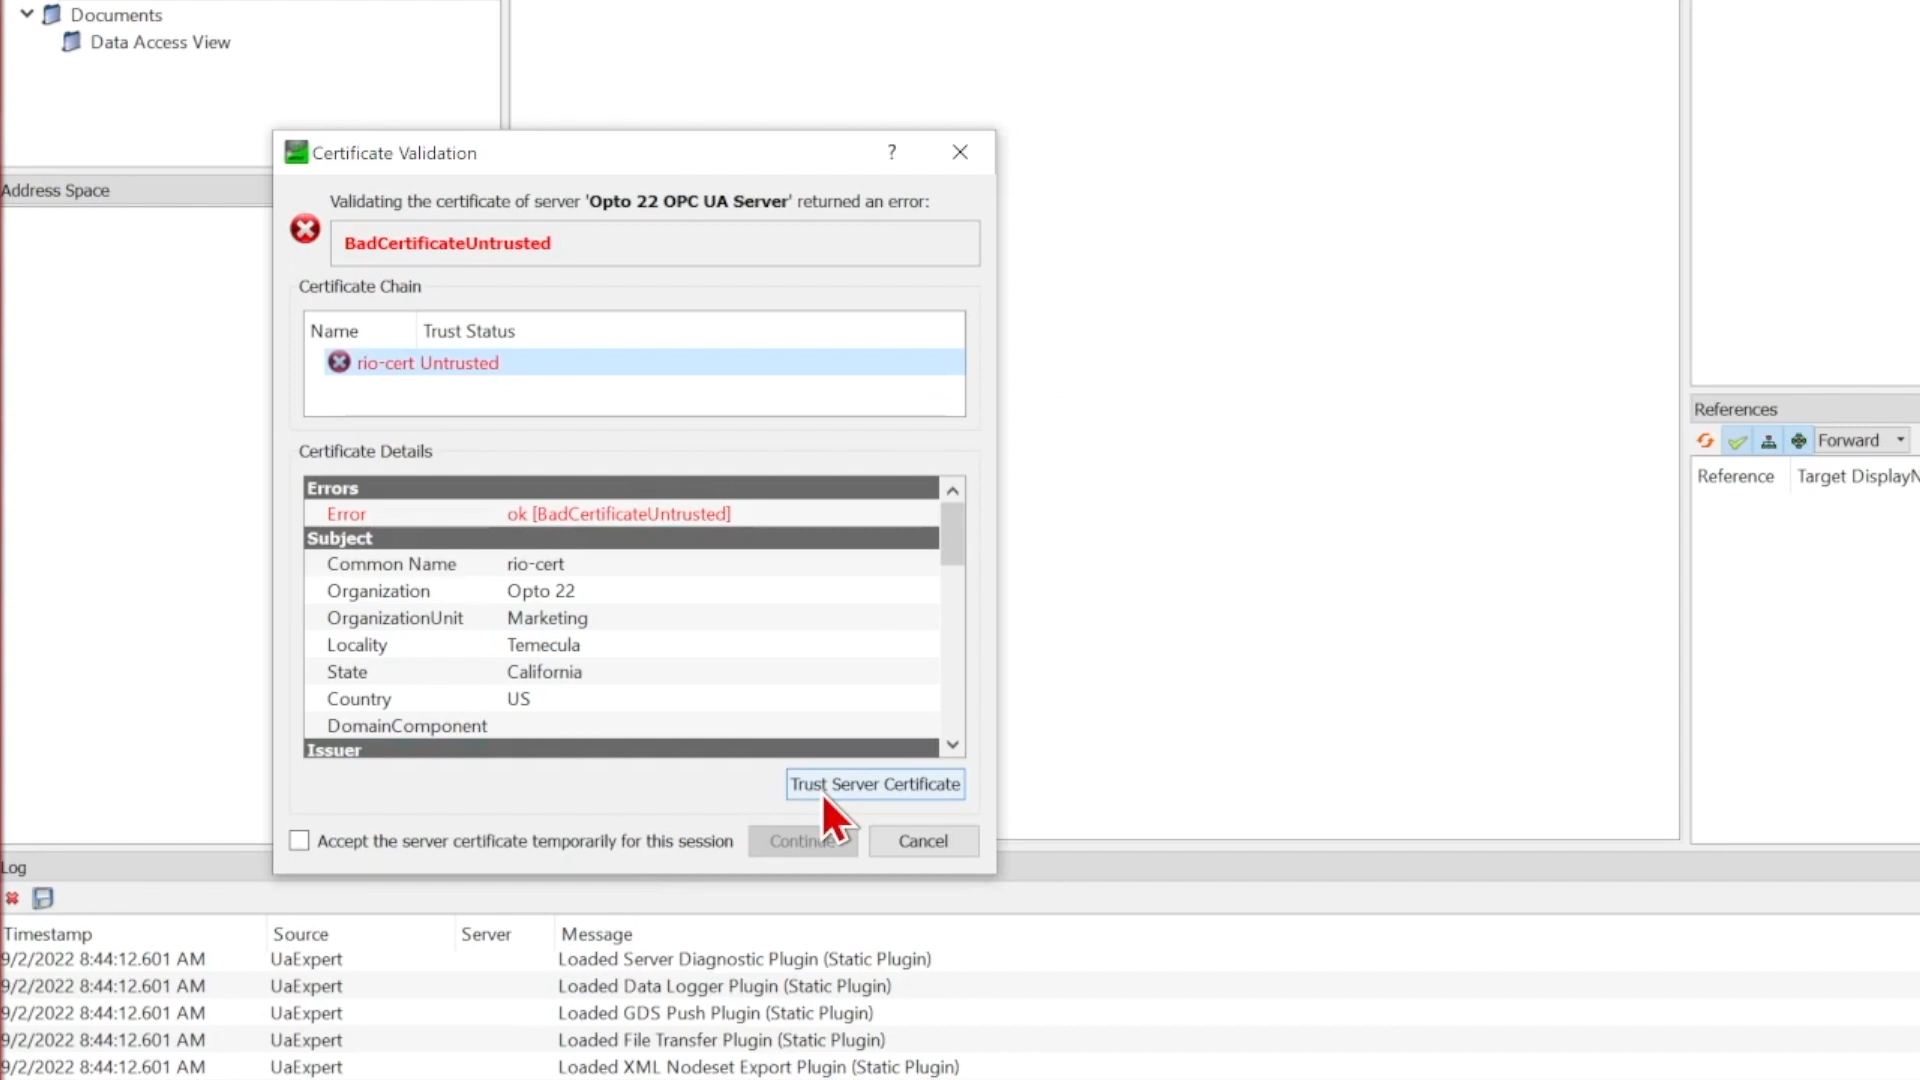 Documents
Data Access View
Address Space
Certificate Validation
?
Validating the certificate of server 'Opto 22 OPC UA Server' returned an error:
BadCertificateUntrusted
Certificate Chain
Name Trust Status
rio-cert Untrusted
Certificate Details
Errors
Error ok [BadCertificateUntrusted]
Subject
Common Name rio-cert
Organization Opto 22
OrganizationUnit Marketing
Locality Temecula
State California
Country US
DomainComponent
Issuer
Trust Server Certificate
Accept the server certificate temporarily for this session Continue Cancel
References
Forward
Reference Target DisplayN
Log
Timestamp Source Server Message
9/2/2022 8:44:12.601 AM UaExpert Loaded Server Diagnostic Plugin (Static Plugin)
9/2/2022 8:44:12.601 AM UaExpert Loaded Data Logger Plugin (Static Plugin)
9/2/2022 8:44:12.601 AM UaExpert Loaded GDS Push Plugin (Static Plugin)
9/2/2022 8:44:12.601 AM UaExpert Loaded File Transfer Plugin (Static Plugin)
9/2/2022 8:44:12.601 AM UaExpert Loaded XML Nodeset Export Plugin (Static Plugin)